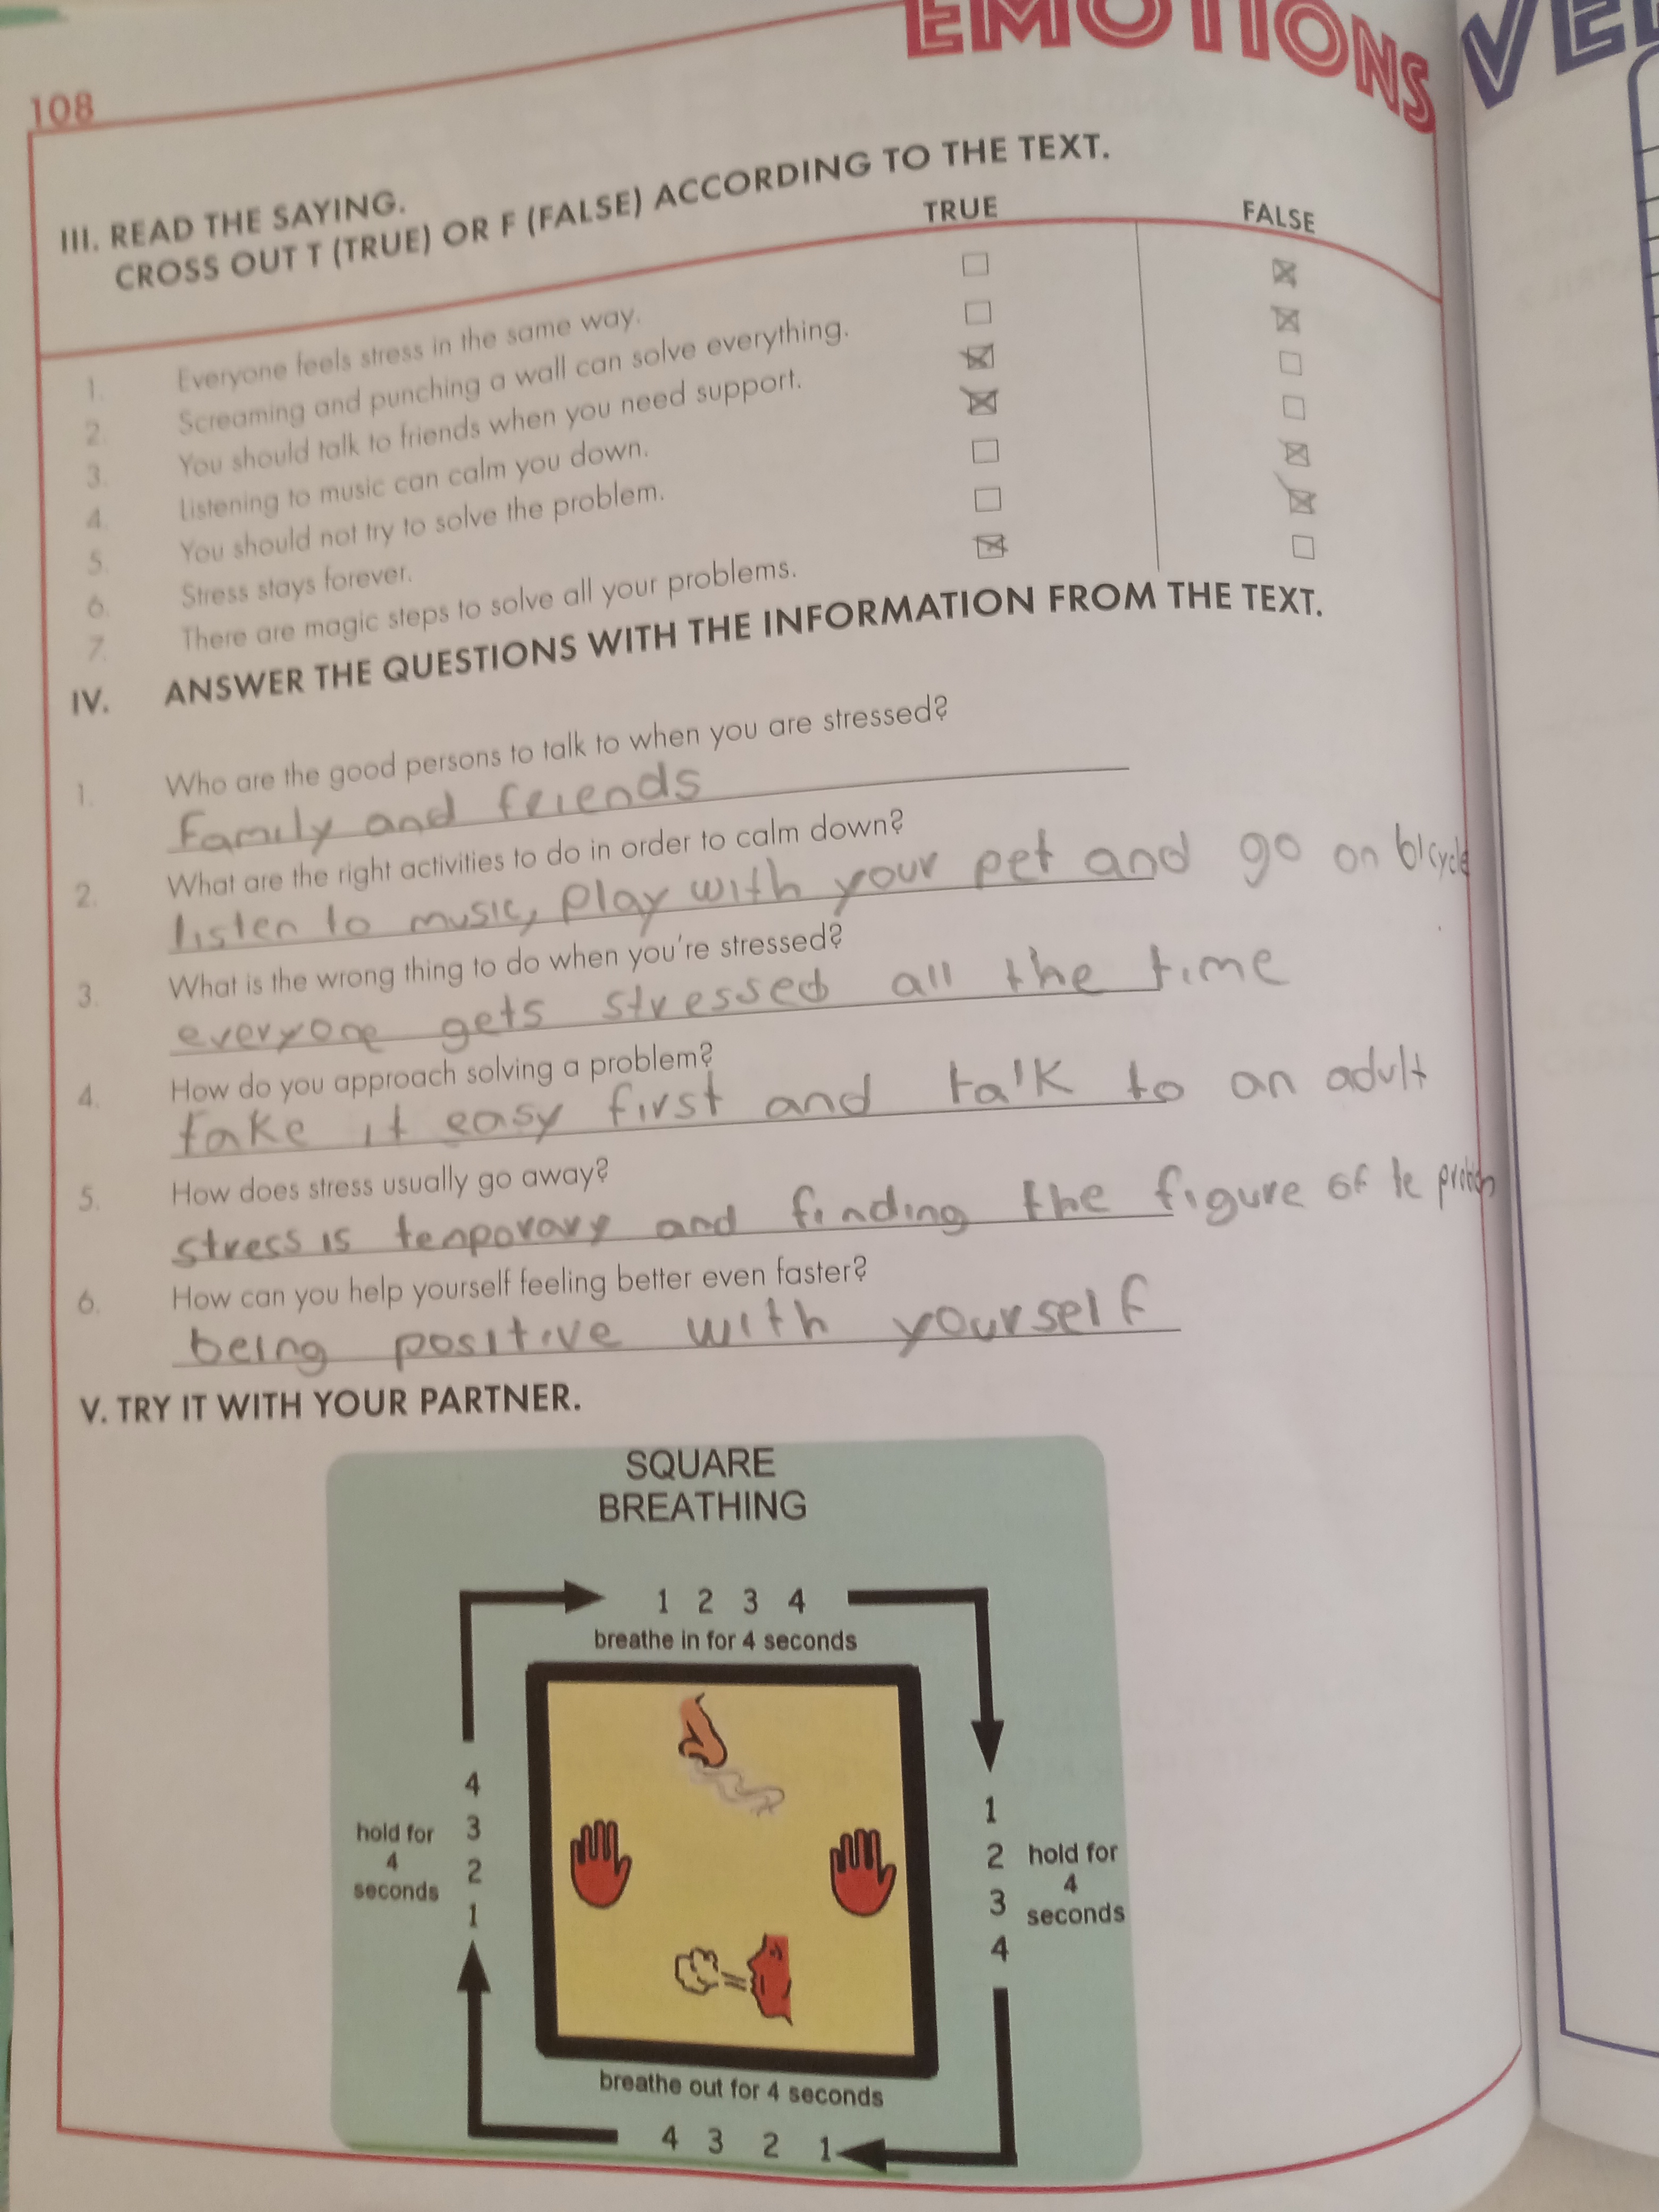 EMOTIONS
108
III. READ THE SAYING.
CROSS OUT T (TRUE) OR F (FALSE) ACCORDING TO THE TEXT.
TRUE FALSE
1. Everyone feels stress in the same way.
2. Screaming and punching a wall can solve everything.
3. You should talk to friends when you need support.
4. Listening to music can calm you down.
5. You should not try to solve the problem.
6. Stress stays forever.
7. There are magic steps to solve all your problems.
IV. ANSWER THE QUESTIONS WITH THE INFORMATION FROM THE TEXT.
1. Who are the good persons to talk to when you are stressed?
Family and friends
2. What are the right activities to do in order to calm down?
listen to music, play with your pet and go on bicycle
3. What is the wrong thing to do when you're stressed?
everyone gets stressed all the time
4. How do you approach solving a problem?
take it easy first and talk to an adult
5. How does stress usually go away?
stress is tenporary and finding the figure of te
6. How can you help yourself feeling better even faster?
being positive with yourself
V. TRY IT WITH YOUR PARTNER.
SQUARE
BREATHING
1 2 3 4
breathe in for 4 seconds
1
2
3
4
hold for
4
seconds
breathe out for 4 seconds
4 3 2 1
4
3
2
1
hold for
4
seconds